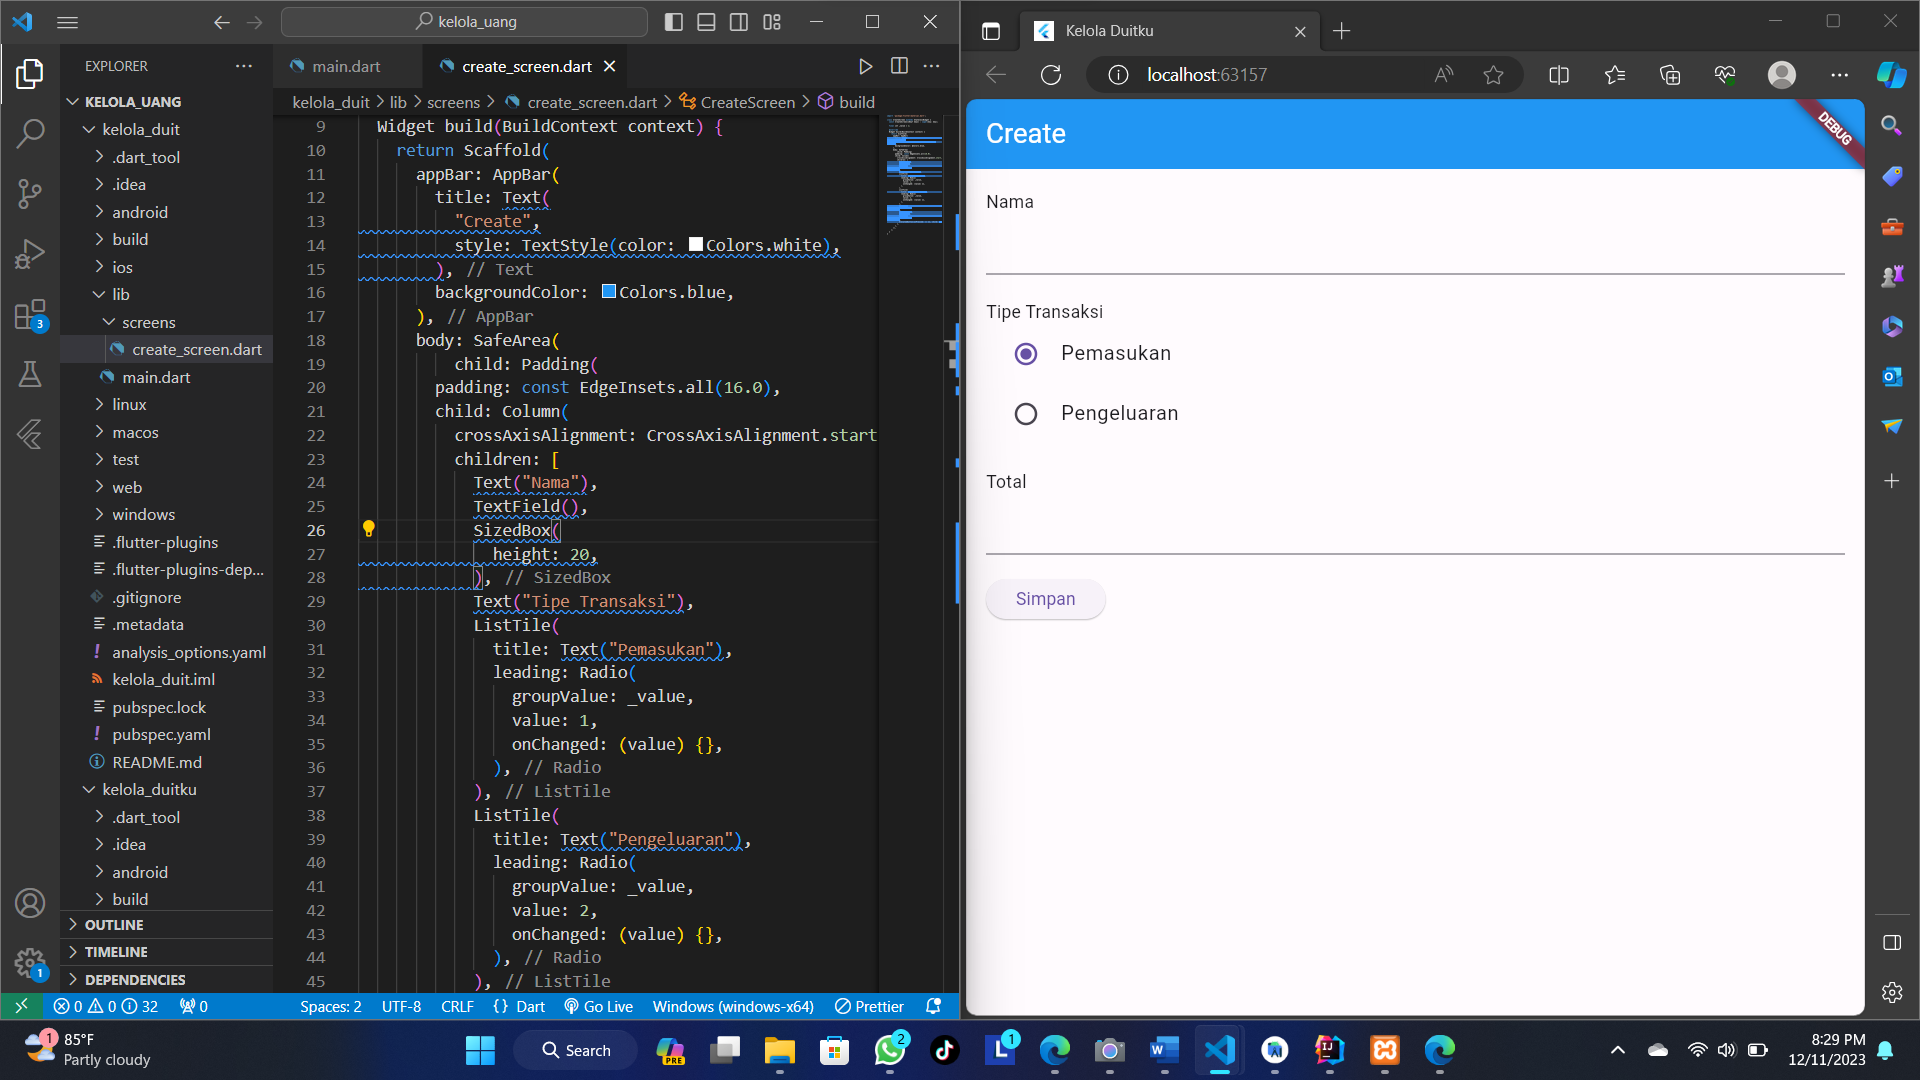 kelola_uang
EXPLORER
KELOLA_UANG
kelola_duit
.dart_tool
.idea
android
build
ios
lib
screens
create_screen.dart
main.dart
linux
macos
test
web
windows
.flutter-plugins
.flutter-plugins-dep...
.gitignore
.metadata
analysis_options.yaml
kelola_duit.iml
pubspec.lock
pubspec.yaml
README.md
kelola_duitku
.dart_tool
.idea
android
build
OUTLINE
TIMELINE
DEPENDENCIES
3
1
main.dart
create_screen.dart
kelola_duit > lib > screens > create_screen.dart > CreateScreen > build
9 Widget build(BuildContext context) {
10 return Scaffold(
11 appBar: AppBar(
12 title: Text(
13 "Create",
14 style: TextStyle(color: Colors.white),
15 ), // Text
16 backgroundColor: Colors.blue,
17 ), // AppBar
18 body: SafeArea(
19 child: Padding(
20 padding: const EdgeInsets.all(16.0),
21 child: Column(
22 crossAxisAlignment: CrossAxisAlignment.start
23 children: [
24 Text("Nama"),
25 TextField(),
26 SizedBox(
27 height: 20,
28 ), // SizedBox
29 Text("Tipe Transaksi"),
30 ListTile(
31 title: Text("Pemasukan"),
32 leading: Radio(
33 groupValue: _value,
34 value: 1,
35 onChanged: (value) {},
36 ), // Radio
37 ), // ListTile
38 ListTile(
39 title: Text("Pengeluaran"),
40 leading: Radio(
41 groupValue: _value,
42 value: 2,
43 onChanged: (value) {},
44 ), // Radio
45 ), // ListTile
0 0 32 0 Spaces: 2 UTF-8 CRLF {} Dart Go Live Windows (windows-x64) Prettier
Kelola Duitku
localhost:63157
Create
DEBUG
Nama
Tipe Transaksi
Pemasukan
Pengeluaran
Total
Simpan
1
85°F
Partly cloudy
Search
PRE
2
L
1
8:29 PM
12/11/2023